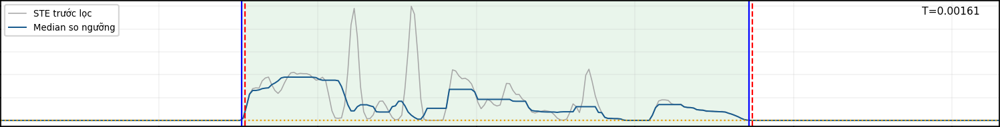 STE trước lọc
Median so ngưỡng
T=0.00161